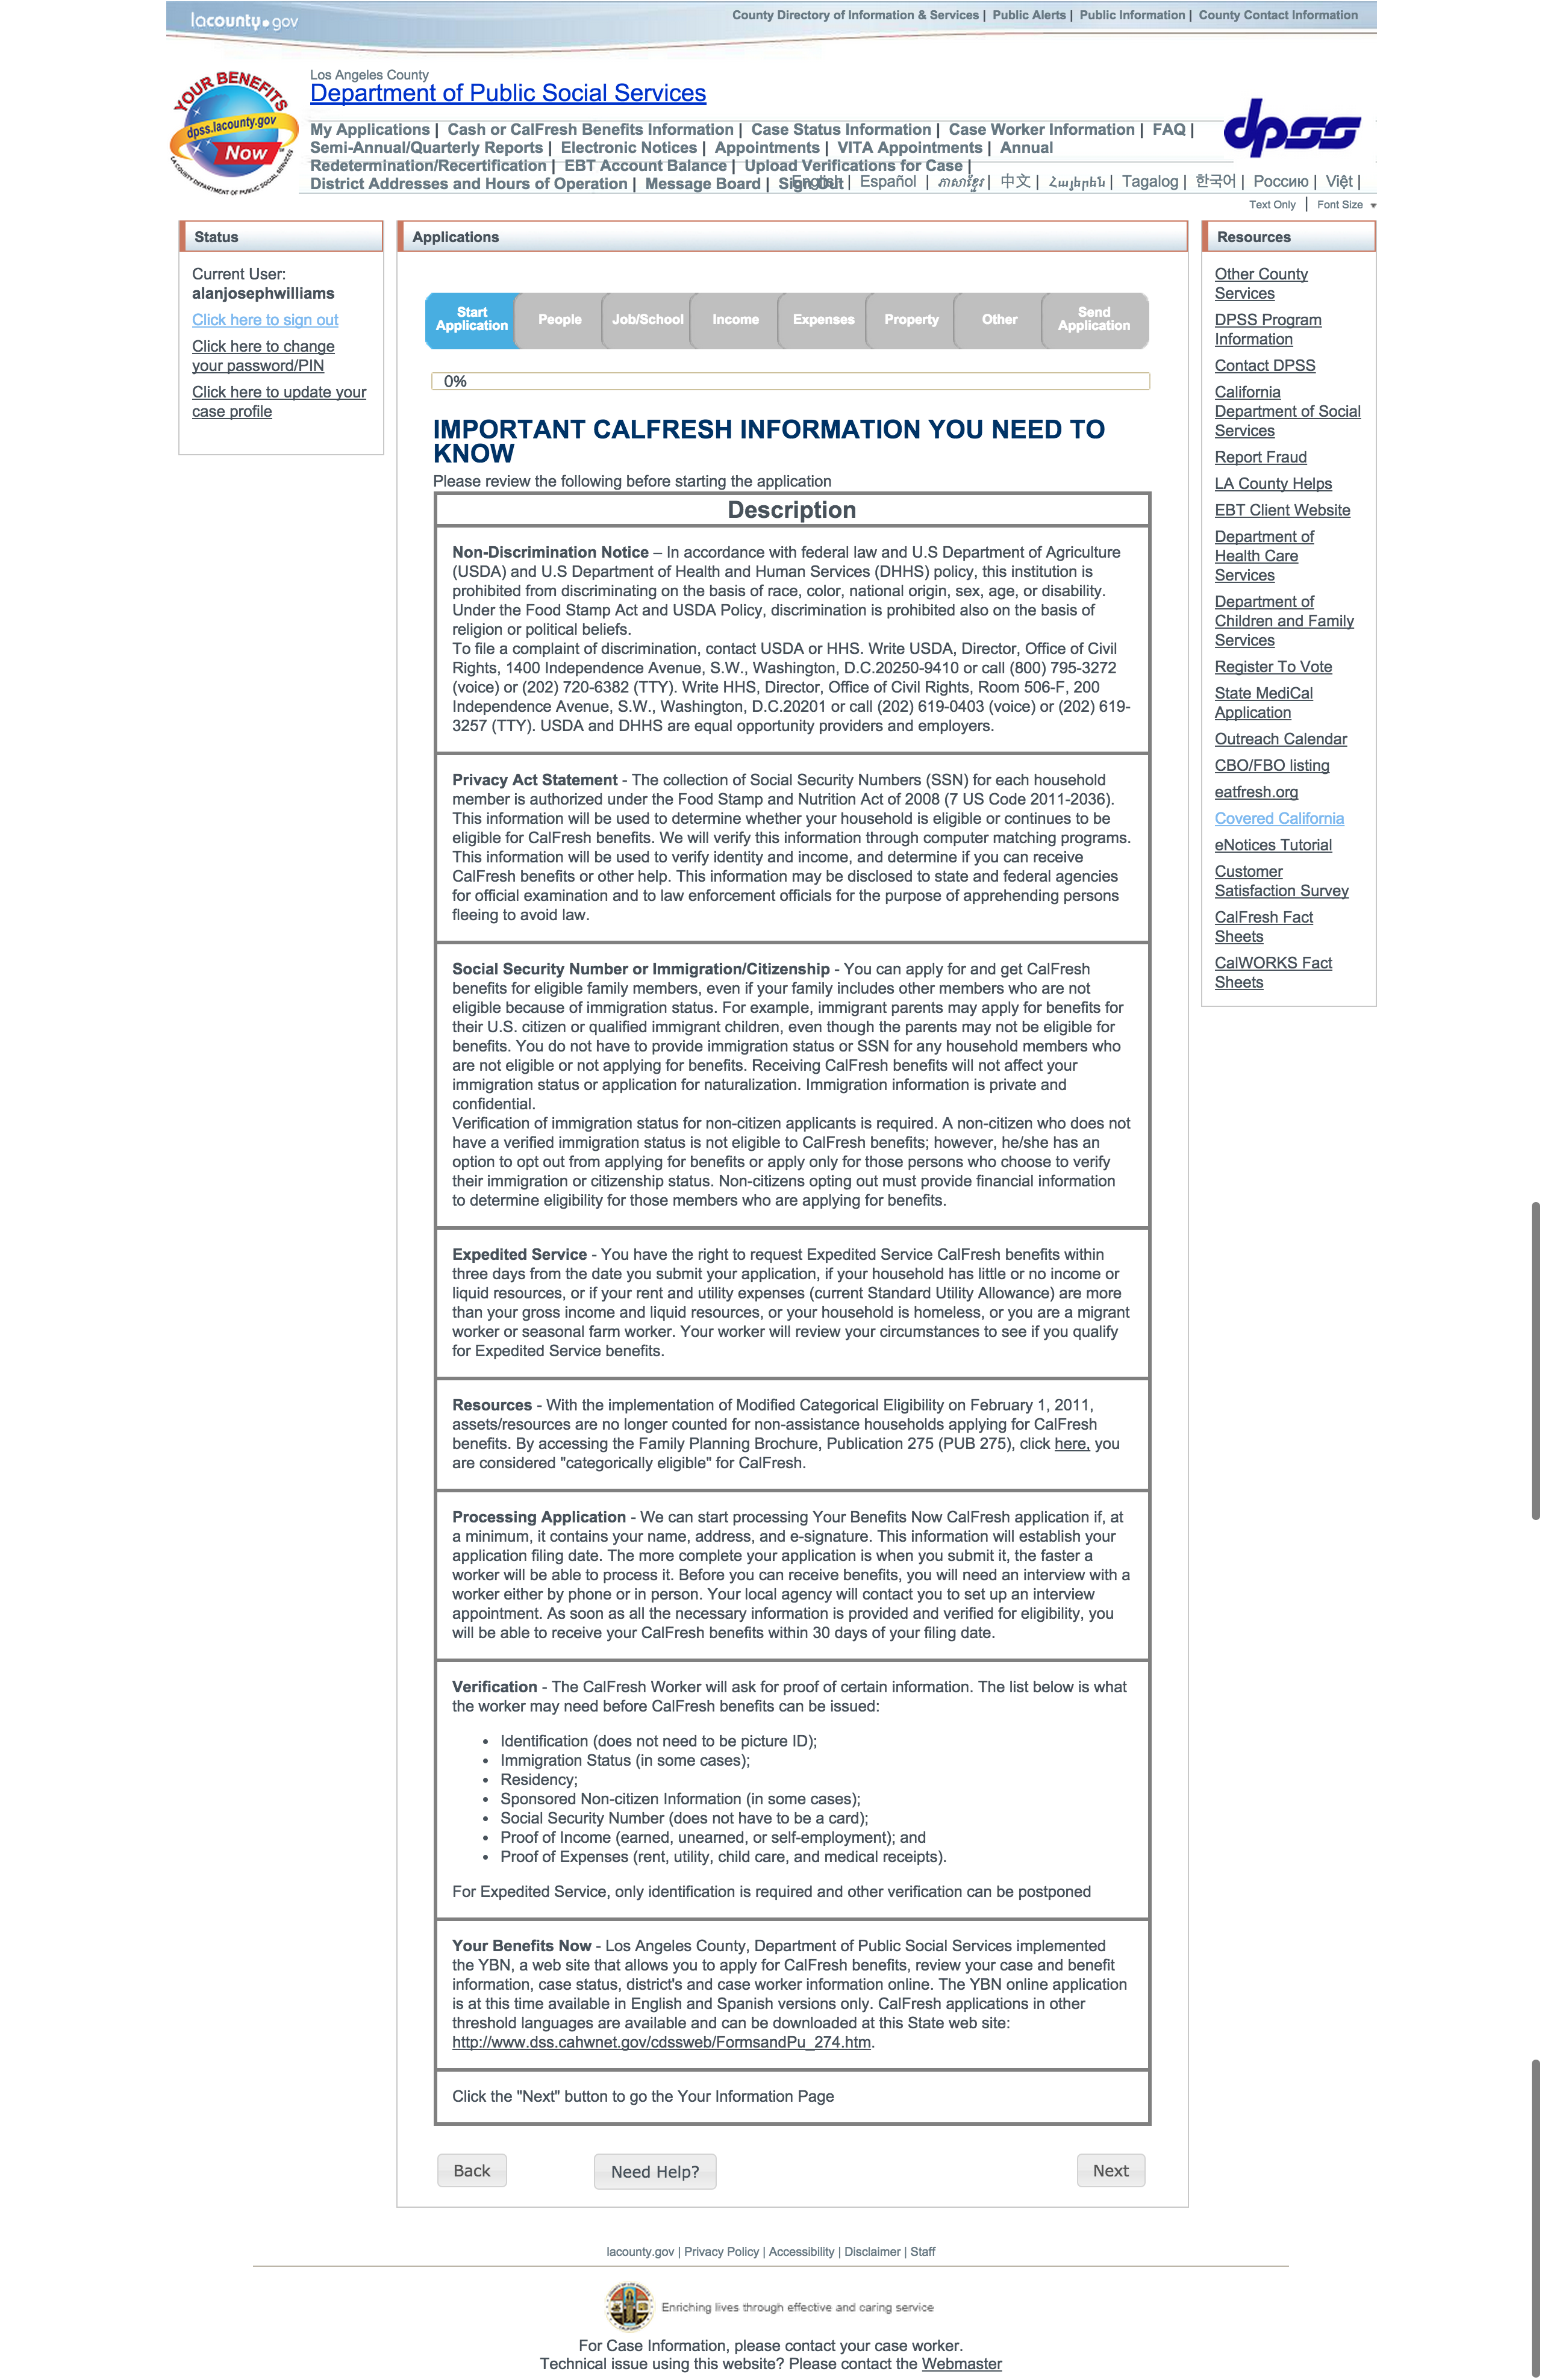 lacounty.gov
County Directory of Information & Services | Public Alerts | Public Information | County Contact Information
YOUR BENEFITS
dpss.lacounty.gov
Now
LA COUNTY DEPARTMENT OF PUBLIC SOCIAL SERVICES
Los Angeles County
Department of Public Social Services
dpss
My Applications | Cash or CalFresh Benefits Information | Case Status Information | Case Worker Information | FAQ |
Semi-Annual/Quarterly Reports | Electronic Notices | Appointments | VITA Appointments | Annual
Redetermination/Recertification | EBT Account Balance | Upload Verifications for Case |
District Addresses and Hours of Operation | Message Board | Sign Out
English | Español | ភាសាខ្មែរ | 中文 | Հայերեն | Tagalog | 한국어 | Россию | Việt |
Text Only | Font Size
Status
Current User:
alanjosephwilliams
Click here to sign out
Click here to change
your password/PIN
Click here to update your
case profile
Applications
Start
Application
People
Job/School
Income
Expenses
Property
Other
Send
Application
0%
IMPORTANT CALFRESH INFORMATION YOU NEED TO
KNOW
Please review the following before starting the application
Description
Non-Discrimination Notice – In accordance with federal law and U.S Department of Agriculture
(USDA) and U.S Department of Health and Human Services (DHHS) policy, this institution is
prohibited from discriminating on the basis of race, color, national origin, sex, age, or disability.
Under the Food Stamp Act and USDA Policy, discrimination is prohibited also on the basis of
religion or political beliefs.
To file a complaint of discrimination, contact USDA or HHS. Write USDA, Director, Office of Civil
Rights, 1400 Independence Avenue, S.W., Washington, D.C.20250-9410 or call (800) 795-3272
(voice) or (202) 720-6382 (TTY). Write HHS, Director, Office of Civil Rights, Room 506-F, 200
Independence Avenue, S.W., Washington, D.C.20201 or call (202) 619-0403 (voice) or (202) 619-
3257 (TTY). USDA and DHHS are equal opportunity providers and employers.
Privacy Act Statement - The collection of Social Security Numbers (SSN) for each household
member is authorized under the Food Stamp and Nutrition Act of 2008 (7 US Code 2011-2036).
This information will be used to determine whether your household is eligible or continues to be
eligible for CalFresh benefits. We will verify this information through computer matching programs.
This information will be used to verify identity and income, and determine if you can receive
CalFresh benefits or other help. This information may be disclosed to state and federal agencies
for official examination and to law enforcement officials for the purpose of apprehending persons
fleeing to avoid law.
Social Security Number or Immigration/Citizenship - You can apply for and get CalFresh
benefits for eligible family members, even if your family includes other members who are not
eligible because of immigration status. For example, immigrant parents may apply for benefits for
their U.S. citizen or qualified immigrant children, even though the parents may not be eligible for
benefits. You do not have to provide immigration status or SSN for any household members who
are not eligible or not applying for benefits. Receiving CalFresh benefits will not affect your
immigration status or application for naturalization. Immigration information is private and
confidential.
Verification of immigration status for non-citizen applicants is required. A non-citizen who does not
have a verified immigration status is not eligible to CalFresh benefits; however, he/she has an
option to opt out from applying for benefits or apply only for those persons who choose to verify
their immigration or citizenship status. Non-citizens opting out must provide financial information
to determine eligibility for those members who are applying for benefits.
Expedited Service - You have the right to request Expedited Service CalFresh benefits within
three days from the date you submit your application, if your household has little or no income or
liquid resources, or if your rent and utility expenses (current Standard Utility Allowance) are more
than your gross income and liquid resources, or your household is homeless, or you are a migrant
worker or seasonal farm worker. Your worker will review your circumstances to see if you qualify
for Expedited Service benefits.
Resources - With the implementation of Modified Categorical Eligibility on February 1, 2011,
assets/resources are no longer counted for non-assistance households applying for CalFresh
benefits. By accessing the Family Planning Brochure, Publication 275 (PUB 275), click here, you
are considered "categorically eligible" for CalFresh.
Processing Application - We can start processing Your Benefits Now CalFresh application if, at
a minimum, it contains your name, address, and e-signature. This information will establish your
application filing date. The more complete your application is when you submit it, the faster a
worker will be able to process it. Before you can receive benefits, you will need an interview with a
worker either by phone or in person. Your local agency will contact you to set up an interview
appointment. As soon as all the necessary information is provided and verified for eligibility, you
will be able to receive your CalFresh benefits within 30 days of your filing date.
Verification - The CalFresh Worker will ask for proof of certain information. The list below is what
the worker may need before CalFresh benefits can be issued:
• Identification (does not need to be picture ID);
• Immigration Status (in some cases);
• Residency;
• Sponsored Non-citizen Information (in some cases);
• Social Security Number (does not have to be a card);
• Proof of Income (earned, unearned, or self-employment); and
• Proof of Expenses (rent, utility, child care, and medical receipts).
For Expedited Service, only identification is required and other verification can be postponed
Your Benefits Now - Los Angeles County, Department of Public Social Services implemented
the YBN, a web site that allows you to apply for CalFresh benefits, review your case and benefit
information, case status, district's and case worker information online. The YBN online application
is at this time available in English and Spanish versions only. CalFresh applications in other
threshold languages are available and can be downloaded at this State web site:
http://www.dss.cahwnet.gov/cdssweb/FormsandPu_274.htm.
Click the "Next" button to go the Your Information Page
Back
Need Help?
Next
Resources
Other County
Services
DPSS Program
Information
Contact DPSS
California
Department of Social
Services
Report Fraud
LA County Helps
EBT Client Website
Department of
Health Care
Services
Department of
Children and Family
Services
Register To Vote
State MediCal
Application
Outreach Calendar
CBO/FBO listing
eatfresh.org
Covered California
eNotices Tutorial
Customer
Satisfaction Survey
CalFresh Fact
Sheets
CalWORKS Fact
Sheets
lacounty.gov | Privacy Policy | Accessibility | Disclaimer | Staff
Enriching lives through effective and caring service
For Case Information, please contact your case worker.
Technical issue using this website? Please contact the Webmaster